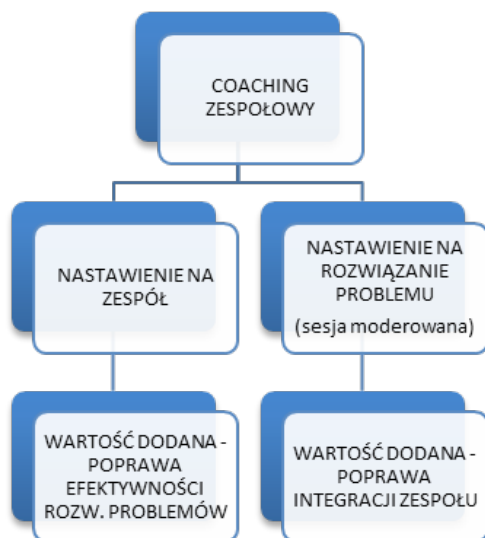 COACHING
ZESPOŁOWY
NASTAWIENIE NA
ZESPÓŁ
NASTAWIENIE NA
ROZWIĄZANIE
PROBLEMU
(sesja moderowana)
WARTOŚĆ DODANA -
POPRAWA
EFEKTYWNOŚCI
ROZW. PROBLEMÓW
WARTOŚĆ DODANA -
POPRAWA
INTEGRACJI ZESPOŁU